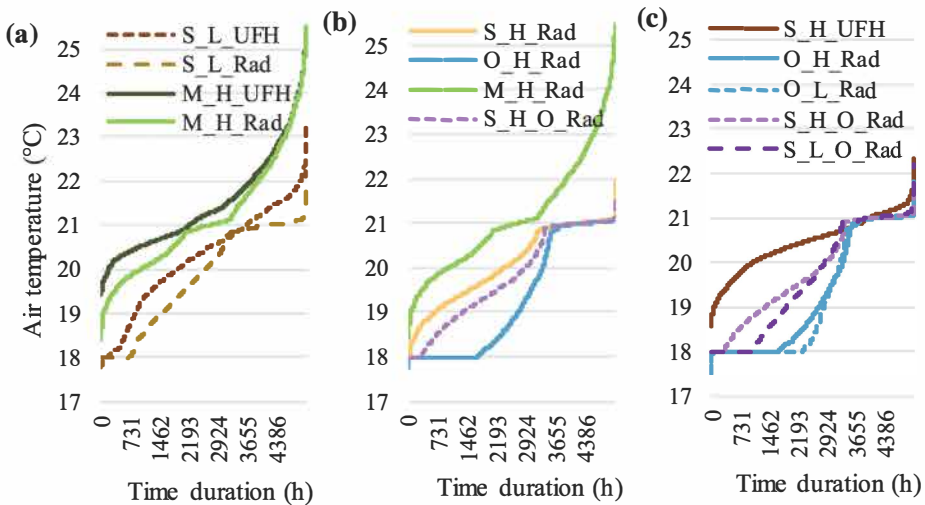 (a)
S_L_UFH
S_L_Rad
M_H_UFH
M_H_Rad
Air temperature (°C)
25
24
23
22
21
20
19
18
17
0
731
1462
2193
2924
3655
4386
Time duration (h)
(b)
S_H_Rad
O_H_Rad
M_H_Rad
S_H_O_Rad
25
24
23
22
21
20
19
18
17
0
731
1462
2193
2924
3655
4386
Time duration (h)
(c)
S_H_UFH
O_H_Rad
O_L_Rad
S_H_O_Rad
S_L_O_Rad
25
24
23
22
21
20
19
18
17
0
731
1462
2193
2924
3655
4386
Time duration (h)